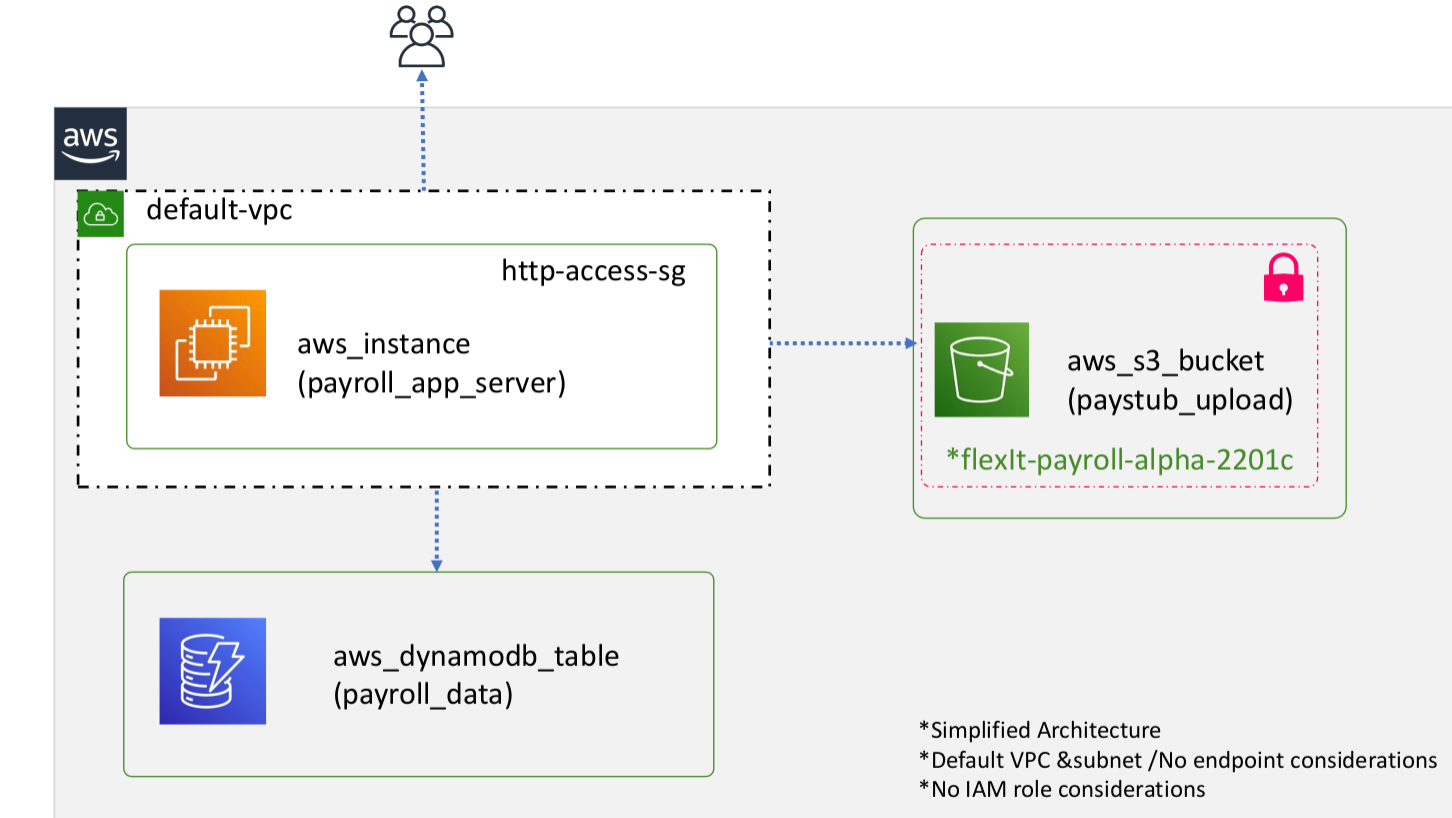 aws
default-vpc
http-access-sg
aws_instance
(payroll_app_server)
aws_s3_bucket
(paystub_upload)
*flexIt-payroll-alpha-2201c
aws_dynamodb_table
(payroll_data)
*Simplified Architecture
*Default VPC &subnet /No endpoint considerations
*No IAM role considerations